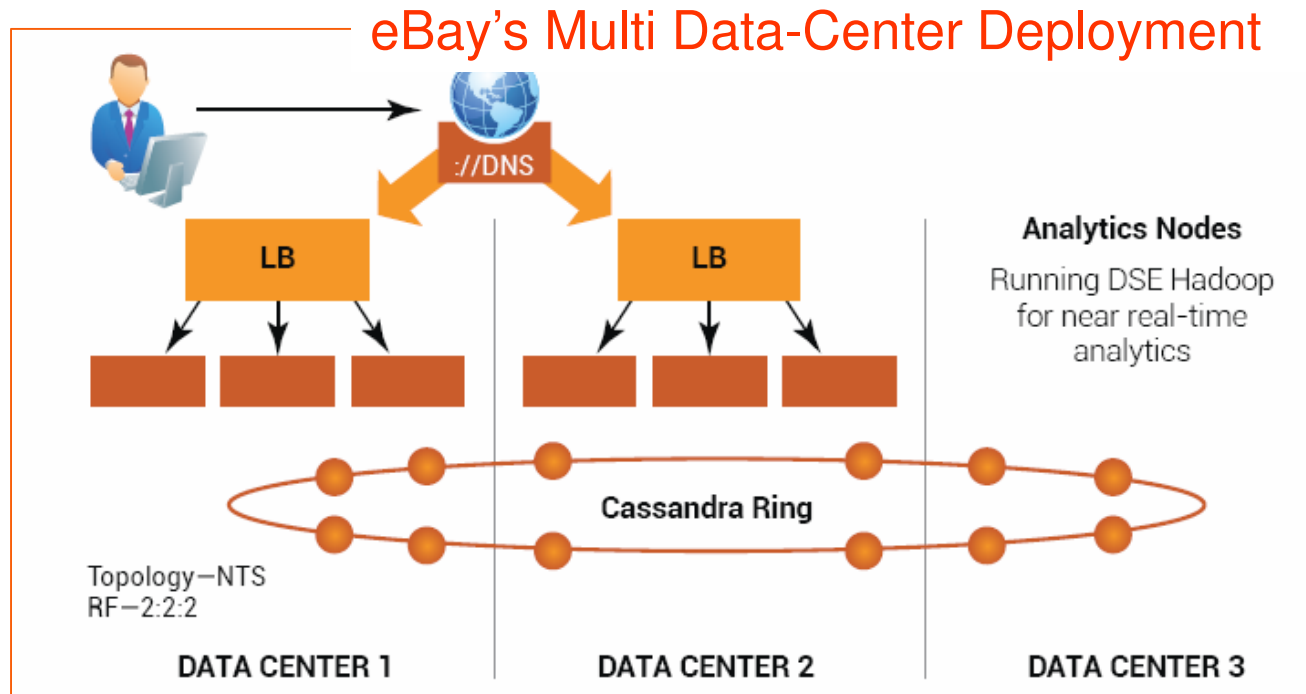 eBay's Multi Data-Center Deployment
://DNS
LB
LB
Analytics Nodes
Running DSE Hadoop
for near real-time
analytics
Cassandra Ring
Topology—NTS
RF—2:2:2
DATA CENTER 1
DATA CENTER 2
DATA CENTER 3